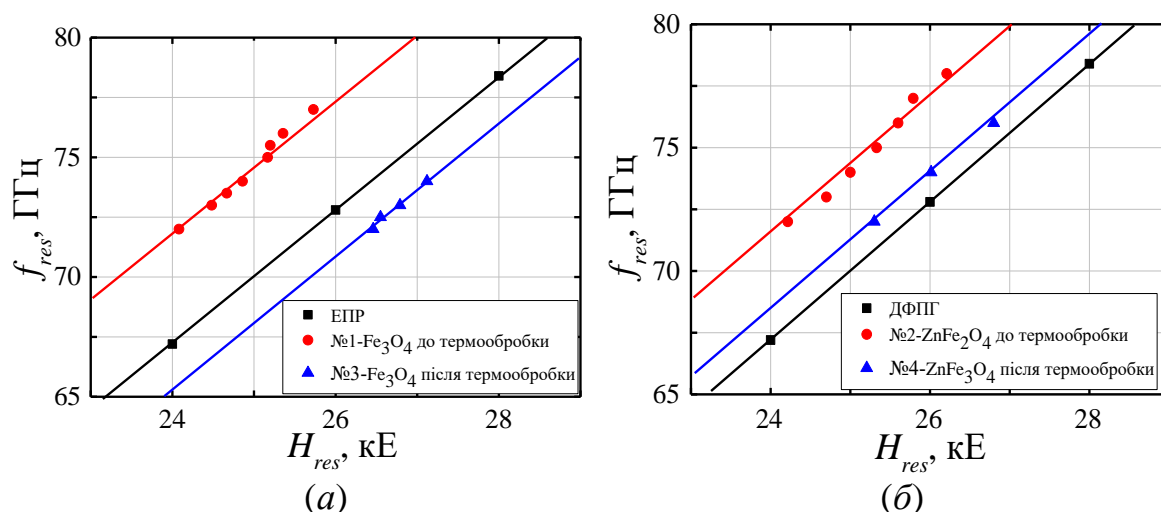 80
75
70
65
f_res, ГГц
ЕПР
№1-Fe₃O₄ до термообробки
№3-Fe₃O₄ після термообробки
24
26
28
H_res, кЕ
(а)
80
75
70
65
f_res, ГГц
ДФПГ
№2-ZnFe₂O₄ до термообробки
№4-ZnFe₃O₄ після термообробки
24
26
28
H_res, кЕ
(б)